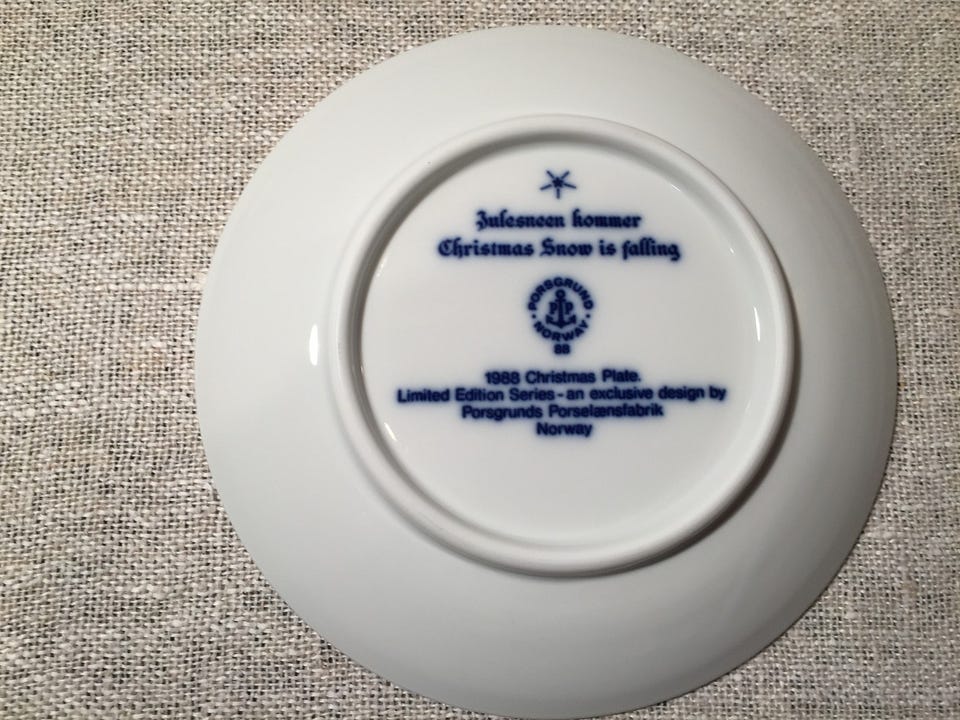 Julesneen kommer
Christmas Snow is falling
PORSGRUND
P P
NORWAY
88
1988 Christmas Plate.
Limited Edition Series - an exclusive design by
Porsgrunds Porselænsfabrik
Norway